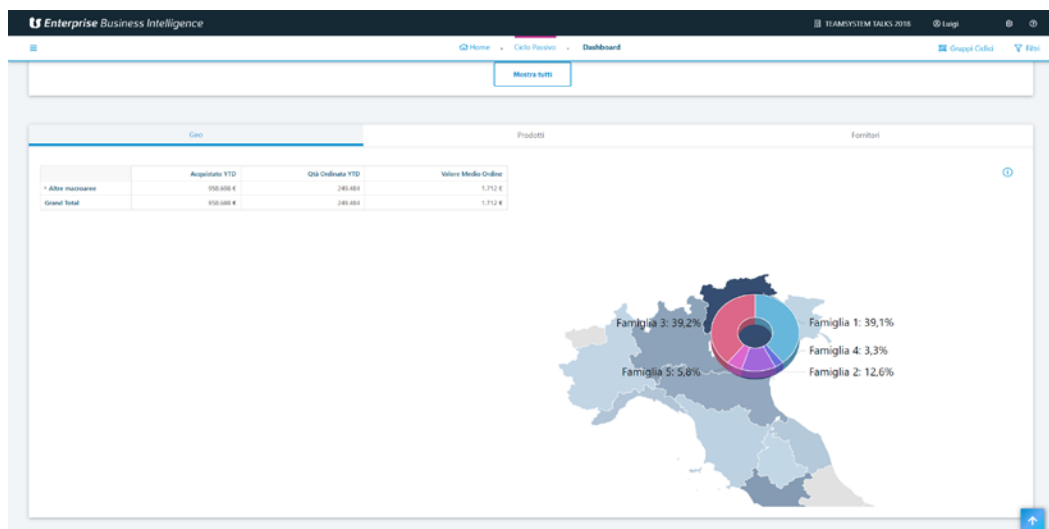 Enterprise Business Intelligence
TEAMSYSTEM TALKS 2018 Luigi
Home Ciclo Passivo Dashboard Gruppi Ciclici Filtri
Mostra tutti
Geo Prodotti Fornitori
Acquistato YTD Qtà Ordinata YTD Valore Medio Ordine
Altre macroaree 958.688 € 249.484 1.712 €
Grand Total 958.688 € 249.484 1.712 €
Famiglia 3: 39,2% Famiglia 1: 39,1%
Famiglia 4: 3,3%
Famiglia 5: 5,8% Famiglia 2: 12,6%